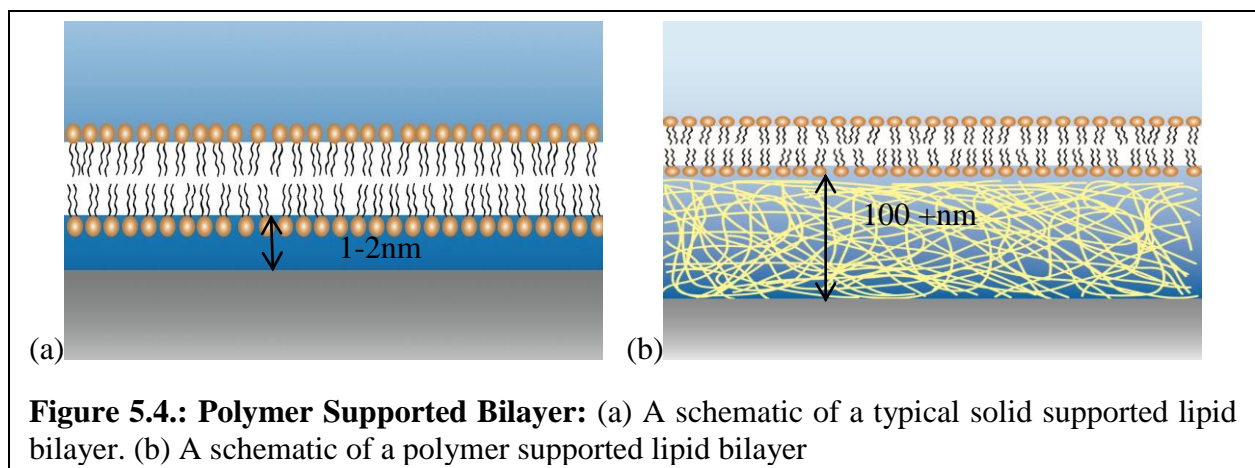 1-2nm
100 +nm
(a)
(b)
Figure 5.4.: Polymer Supported Bilayer: (a) A schematic of a typical solid supported lipid
bilayer. (b) A schematic of a polymer supported lipid bilayer